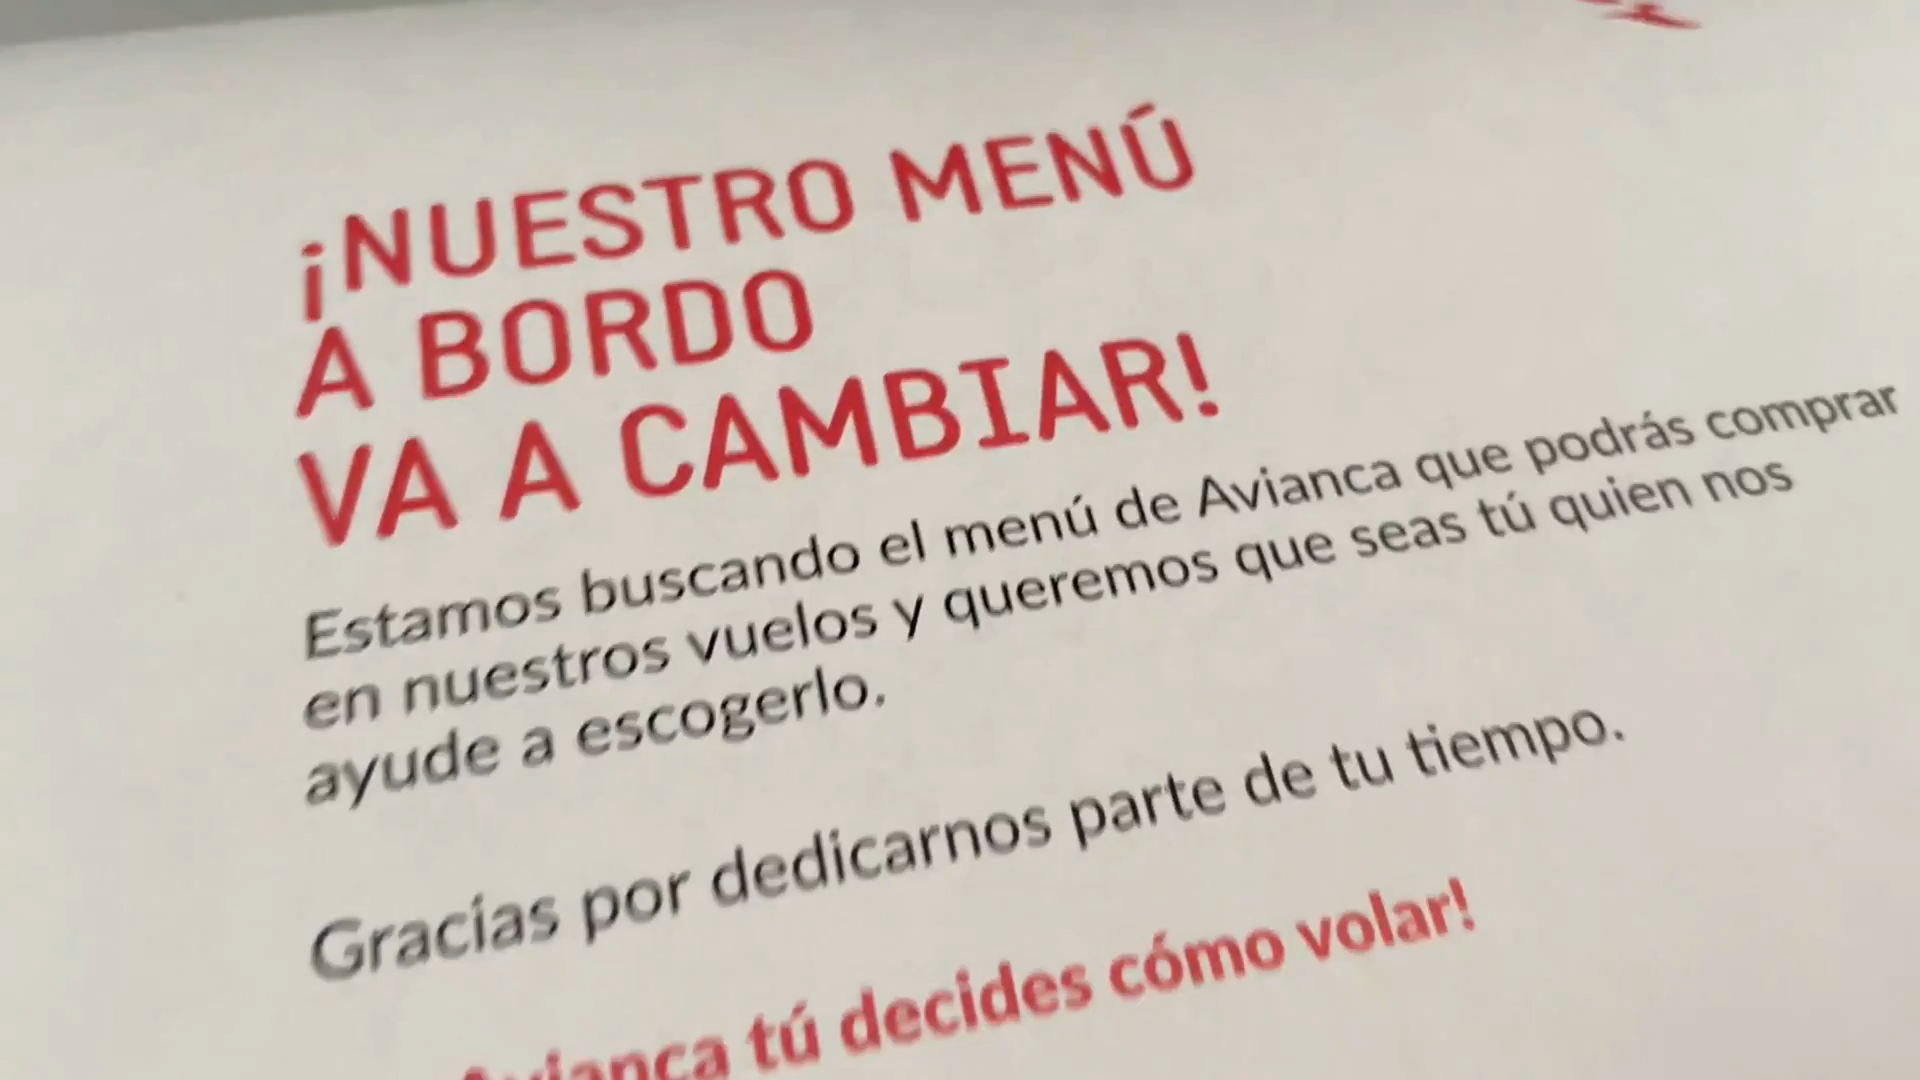 ¡NUESTRO MENÚ
A BORDO
VA A CAMBIAR!
Estamos buscando el menú de Avianca que podrás comprar
en nuestros vuelos y queremos que seas tú quien nos
ayude a escogerlo.
Gracias por dedicarnos parte de tu tiempo.
Avianca tú decides cómo volar!